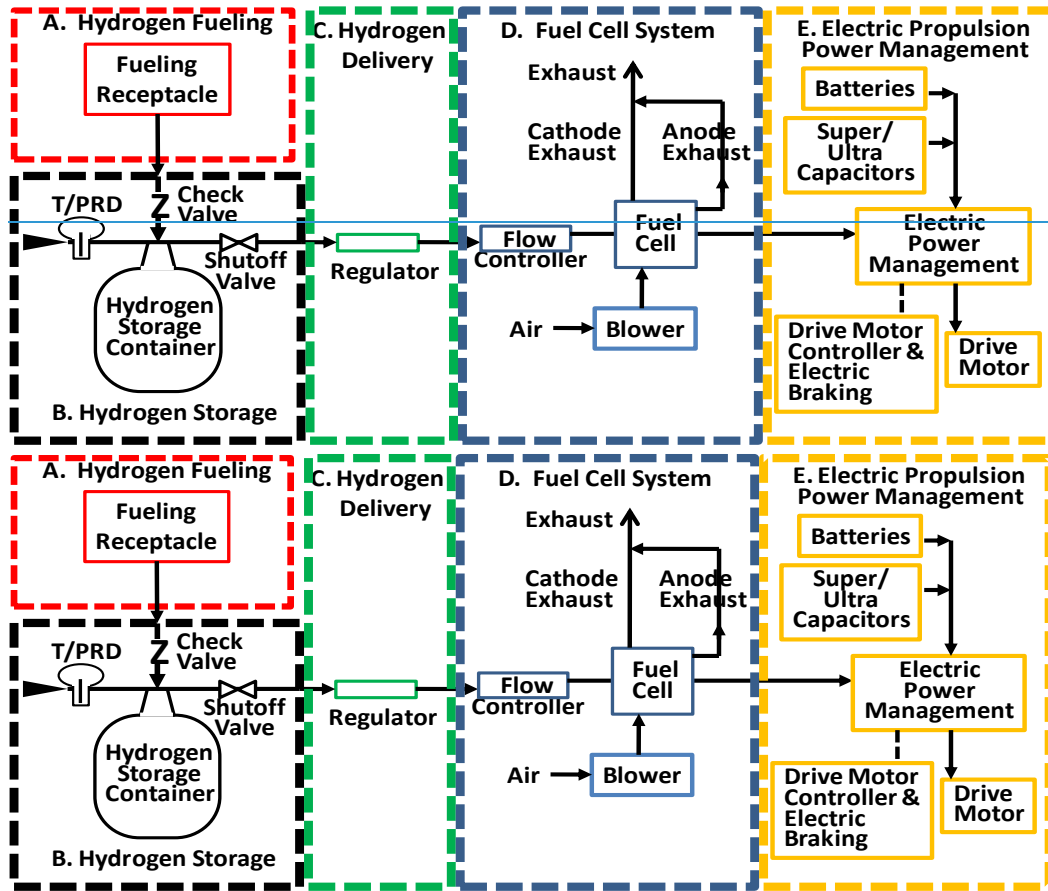 A. Hydrogen Fueling
Fueling
Receptacle
T/PRD
Check
Valve
Shutoff
Valve
Hydrogen
Storage
Container
B. Hydrogen Storage
C. Hydrogen
Delivery
Regulator
D. Fuel Cell System
Exhaust
Cathode
Exhaust
Anode
Exhaust
Flow
Controller
Fuel
Cell
Air
Blower
E. Electric Propulsion
Power Management
Batteries
Super/
Ultra
Capacitors
Electric
Power
Management
Drive Motor
Controller &
Electric
Braking
Drive
Motor
A. Hydrogen Fueling
Fueling
Receptacle
T/PRD
Check
Valve
Shutoff
Valve
Hydrogen
Storage
Container
B. Hydrogen Storage
C. Hydrogen
Delivery
Regulator
D. Fuel Cell System
Exhaust
Cathode
Exhaust
Anode
Exhaust
Flow
Controller
Fuel
Cell
Air
Blower
E. Electric Propulsion
Power Management
Batteries
Super/
Ultra
Capacitors
Electric
Power
Management
Drive Motor
Controller &
Electric
Braking
Drive
Motor